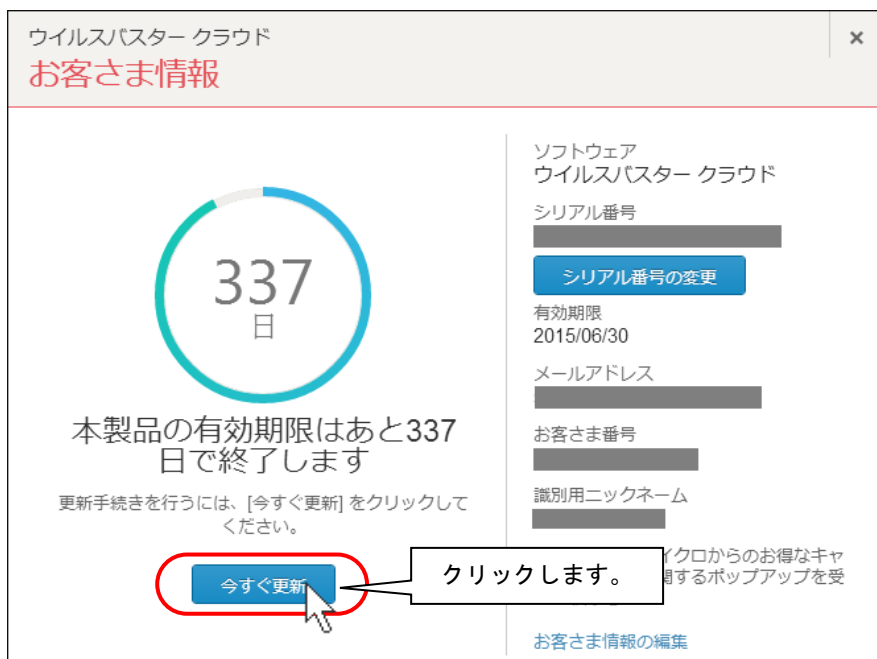 ウイルスバスター クラウド
お客さま情報
×
337
日
本製品の有効期限はあと337
日で終了します
更新手続きを行うには、[今すぐ更新] をクリックして
ください。
今すぐ更新
クリックします。
ソフトウェア
ウイルスバスター クラウド
シリアル番号
シリアル番号の変更
有効期限
2015/06/30
メールアドレス
お客さま番号
識別用ニックネーム
イクロからのお得なキャ
するポップアップを受
お客さま情報の編集